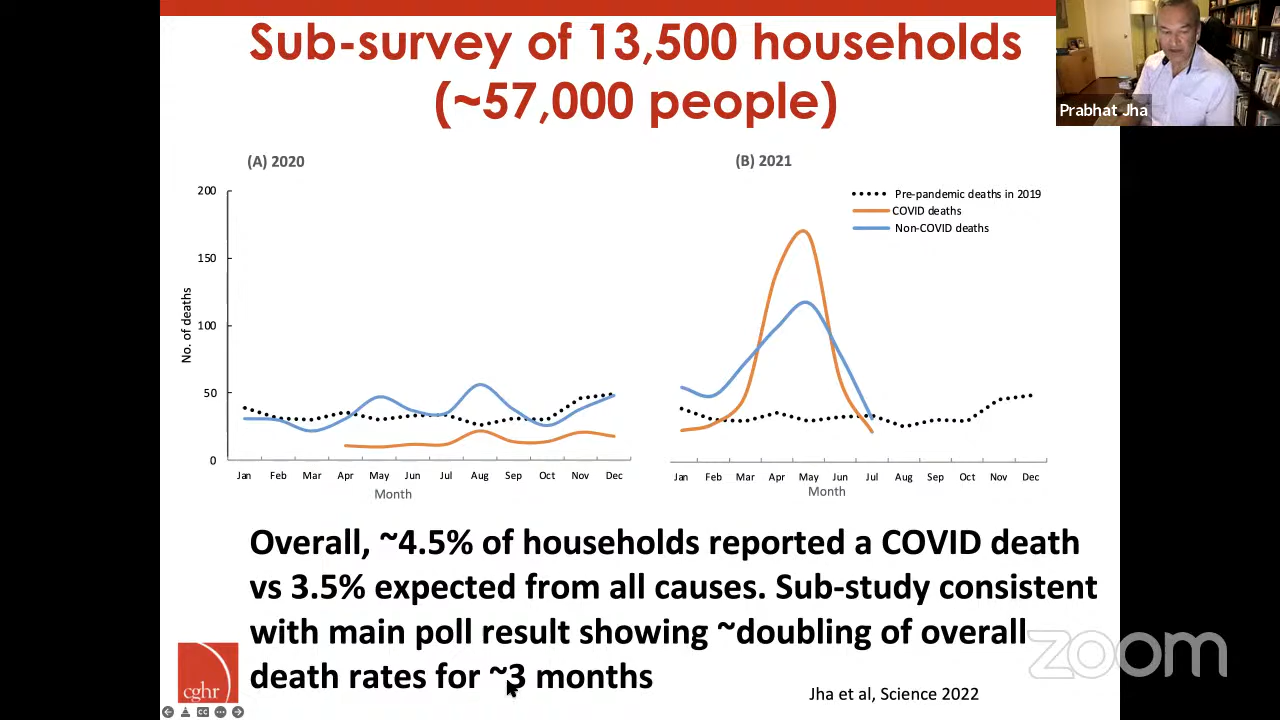 Sub-survey of 13,500 households
(~57,000 people)
Prabhat Jha
(A) 2020
(B) 2021
Pre-pandemic deaths in 2019
COVID deaths
Non-COVID deaths
No. of deaths
200
150
100
50
0
Jan Feb Mar Apr May Jun Jul Aug Sep Oct Nov Dec
Month
Jan Feb Mar Apr May Jun Jul Aug Sep Oct Nov Dec
Month
Overall, ~4.5% of households reported a COVID death
vs 3.5% expected from all causes. Sub-study consistent
with main poll result showing ~doubling of overall
death rates for ~3 months
zoom
cghr
Jha et al, Science 2022
CC